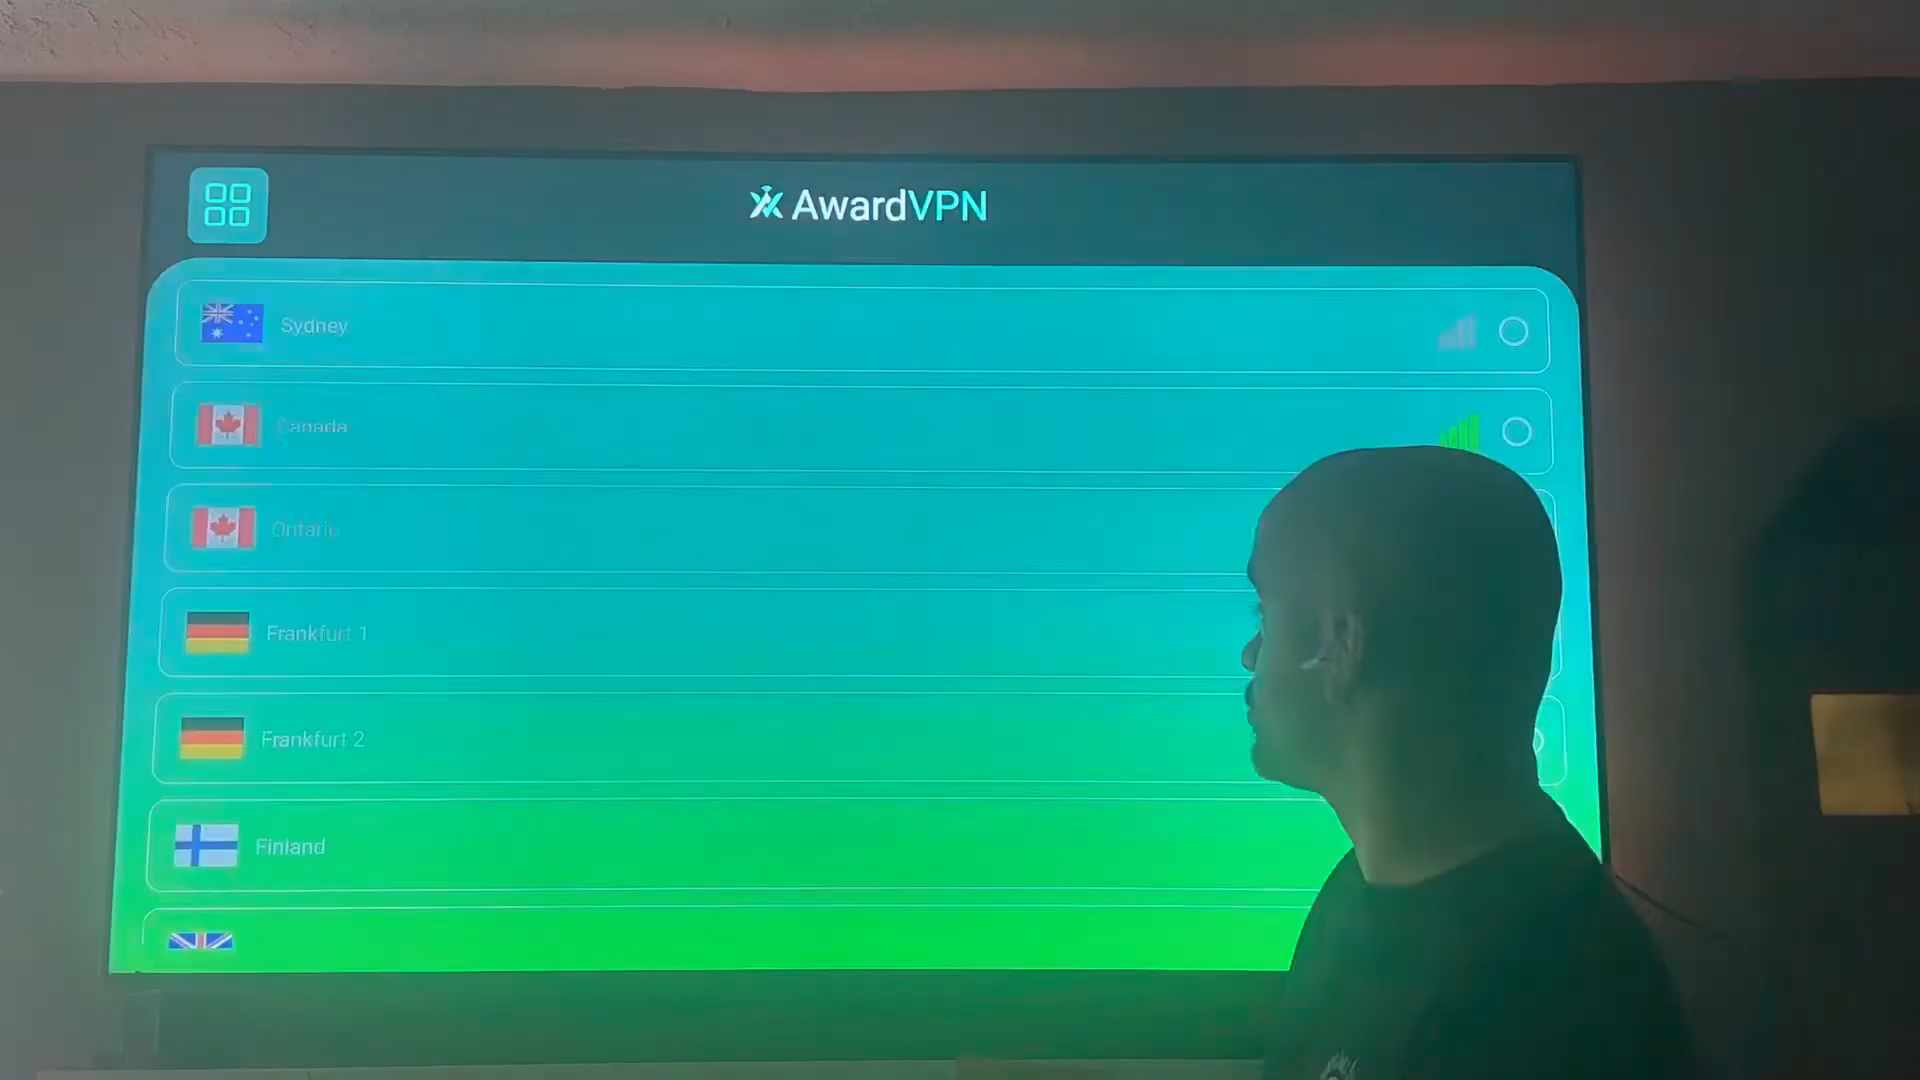 AwardVPN
Sydney
Canada
Ontario
Frankfurt 1
Frankfurt 2
Finland